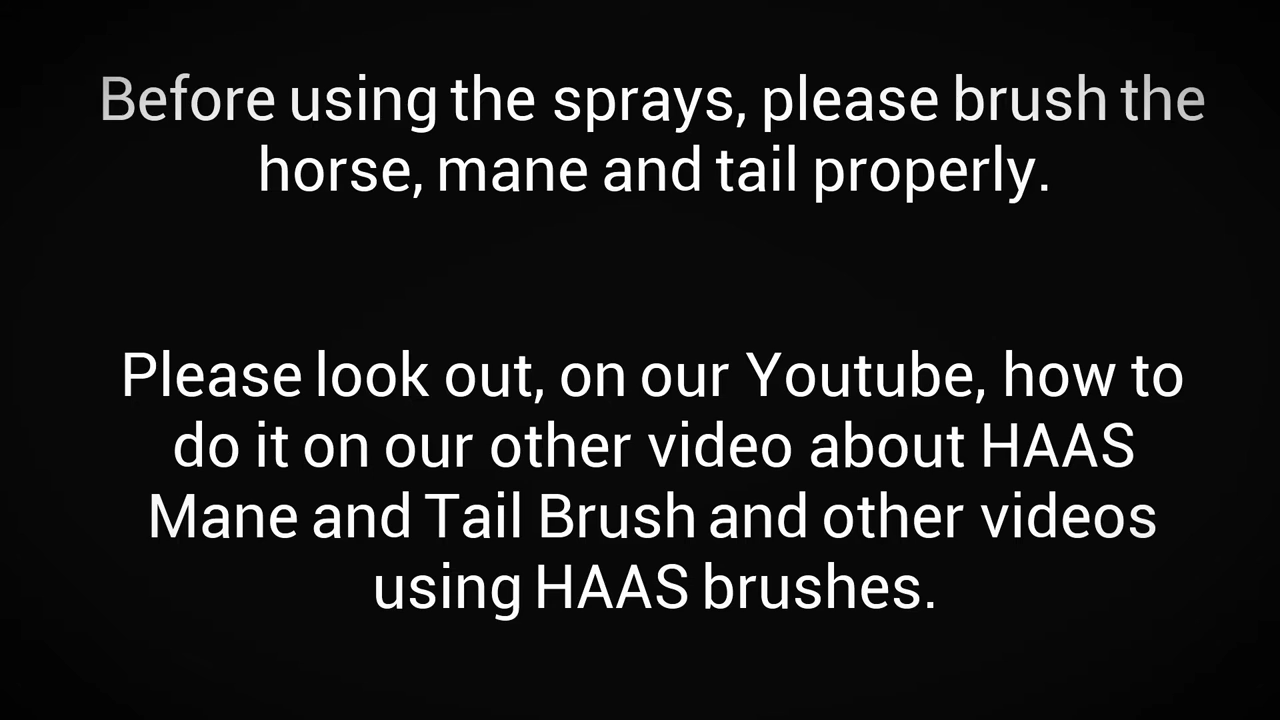 Before using the sprays, please brush the
horse, mane and tail properly.
Please look out, on our Youtube, how to
do it on our other video about HAAS
Mane and Tail Brush and other videos
using HAAS brushes.